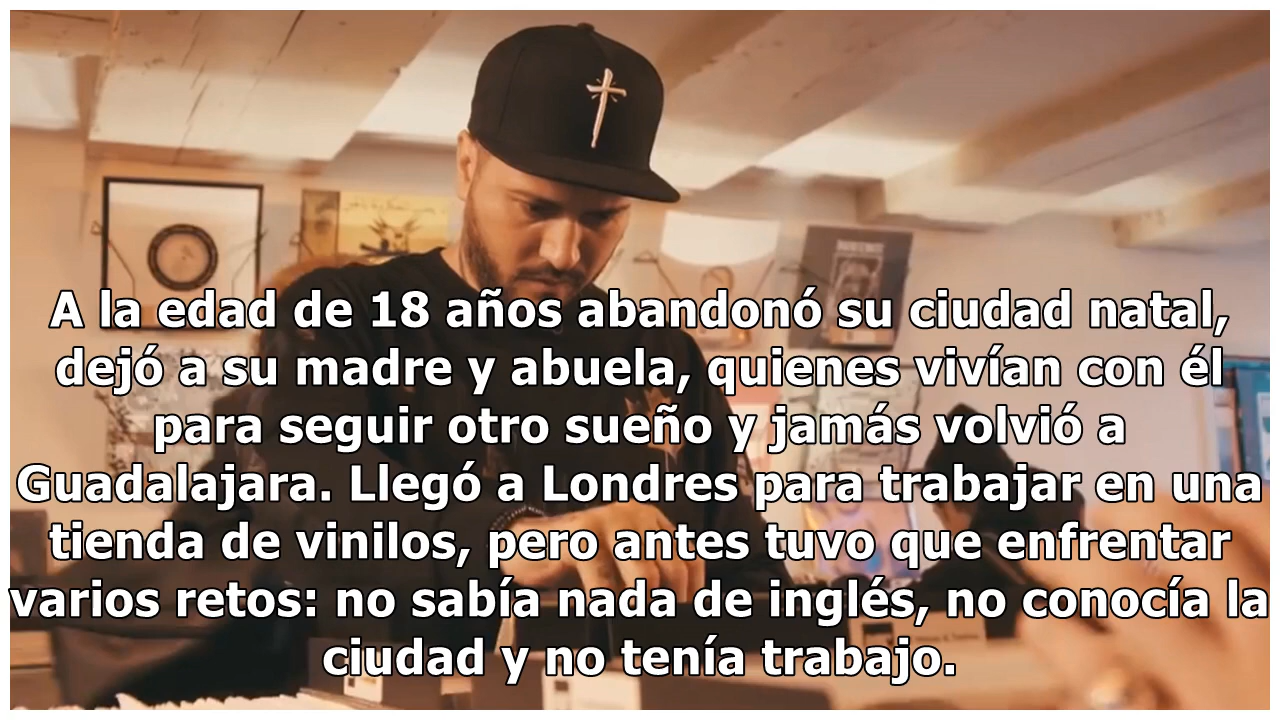 A la edad de 18 años abandonó su ciudad natal,
dejó a su madre y abuela, quienes vivían con él
para seguir otro sueño y jamás volvió a
Guadalajara. Llegó a Londres para trabajar en una
tienda de vinilos, pero antes tuvo que enfrentar
varios retos: no sabía nada de inglés, no conocía la
ciudad y no tenía trabajo.